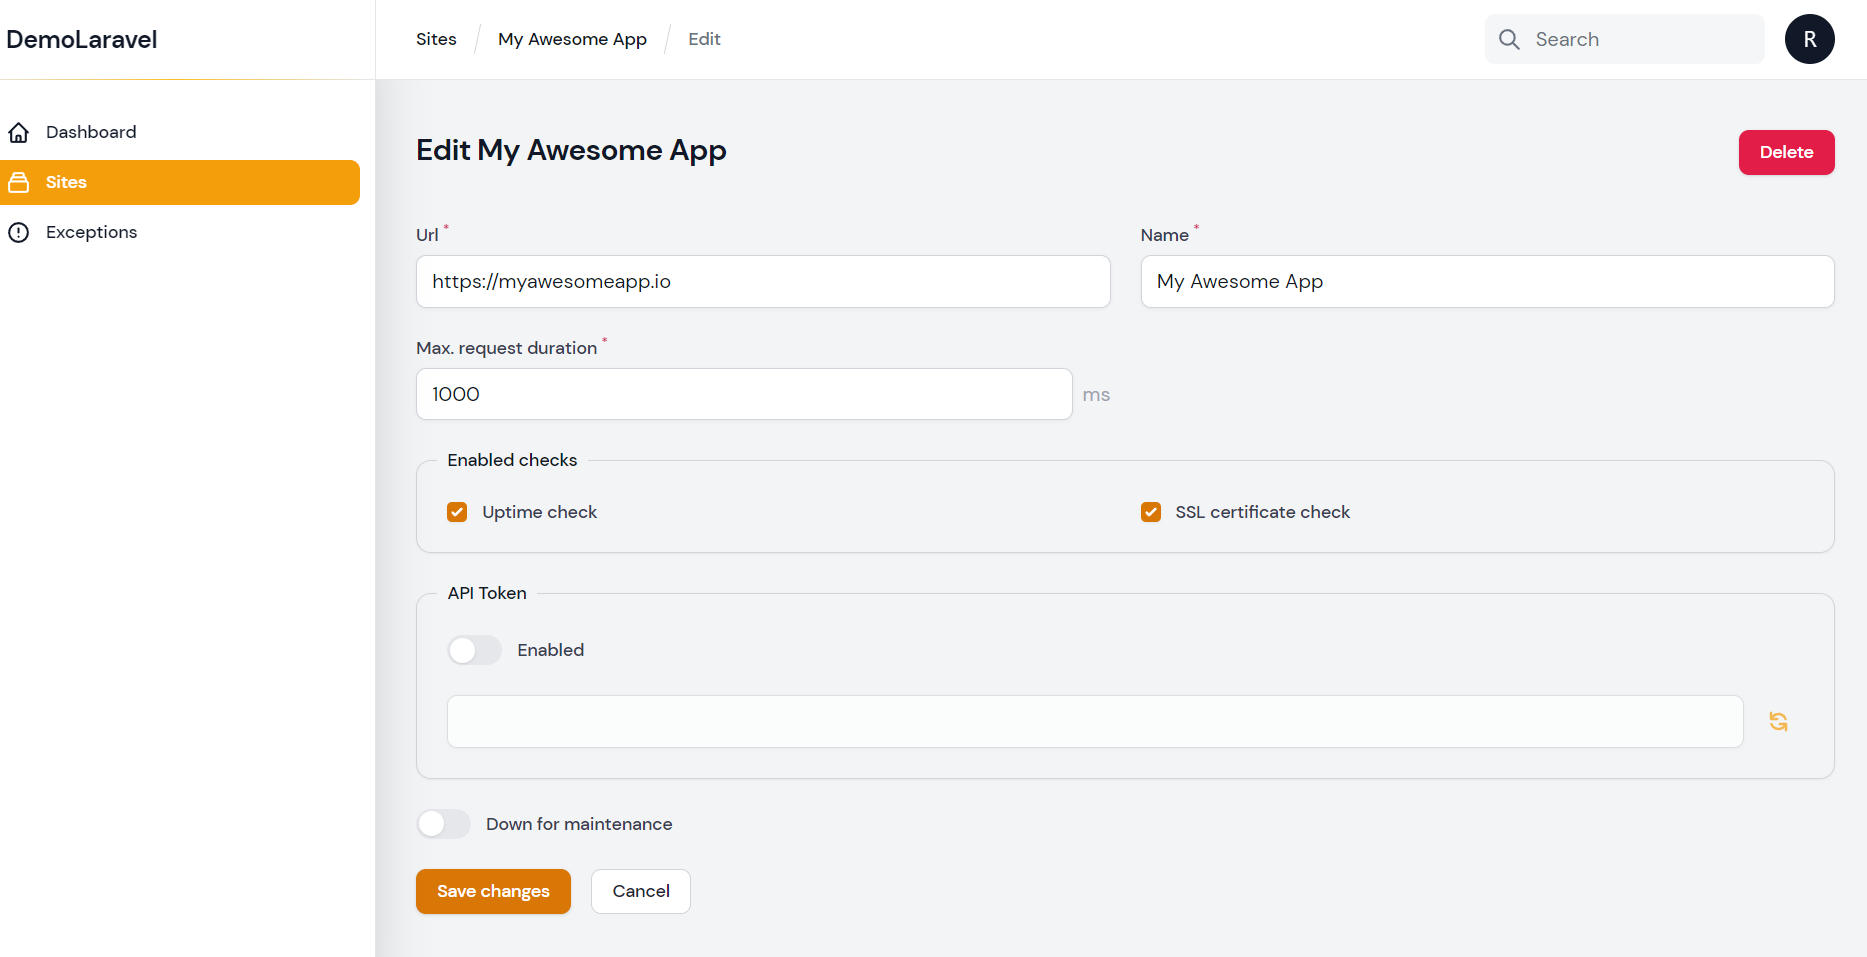 DemoLaravel
Sites / My Awesome App / Edit
Search
R
Dashboard
Sites
Exceptions
Edit My Awesome App
Delete
Url *
Name *
https://myawesomeapp.io
My Awesome App
Max. request duration *
1000 ms
Enabled checks
Uptime check
SSL certificate check
API Token
Enabled
Down for maintenance
Save changes
Cancel